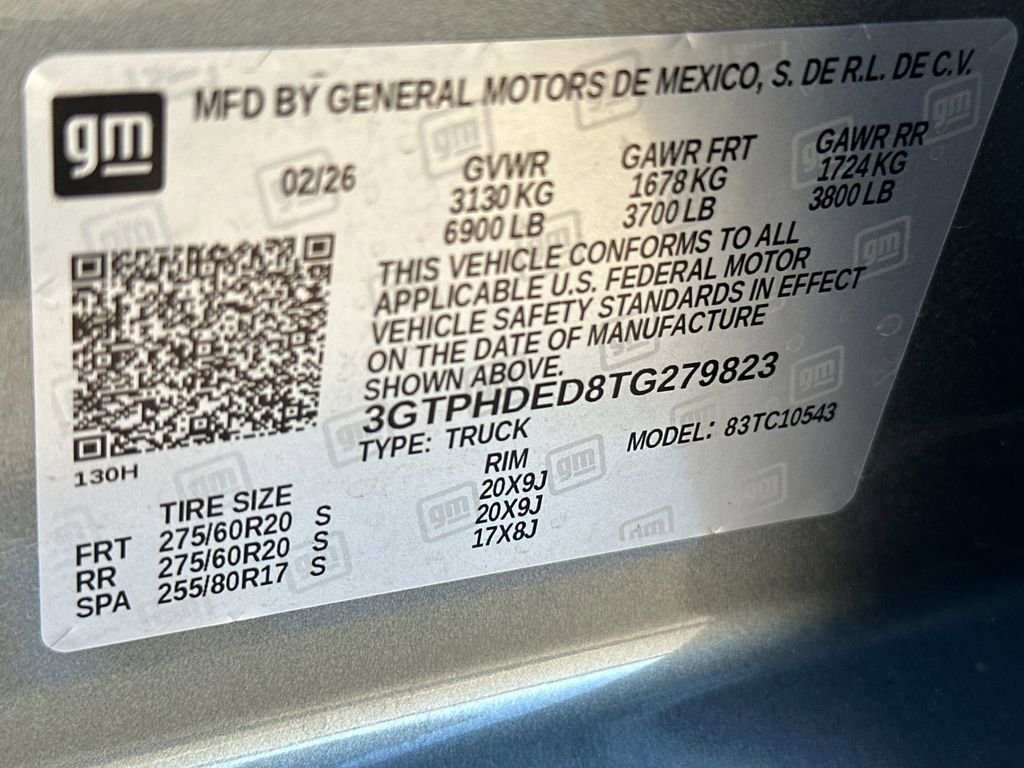 gm
MFD BY GENERAL MOTORS DE MEXICO, S. DE R.L. DE C.V.
02/26
GVWR GAWR FRT GAWR RR
3130 KG 1678 KG 1724 KG
6900 LB 3700 LB 3800 LB
THIS VEHICLE CONFORMS TO ALL
APPLICABLE U.S. FEDERAL MOTOR
VEHICLE SAFETY STANDARDS IN EFFECT
ON THE DATE OF MANUFACTURE
SHOWN ABOVE.
3GTPHDED8TG279823
TYPE: TRUCK MODEL: 83TC10543
130H
TIRE SIZE RIM
FRT 275/60R20 S 20X9J
RR 275/60R20 S 20X9J
SPA 255/80R17 S 17X8J